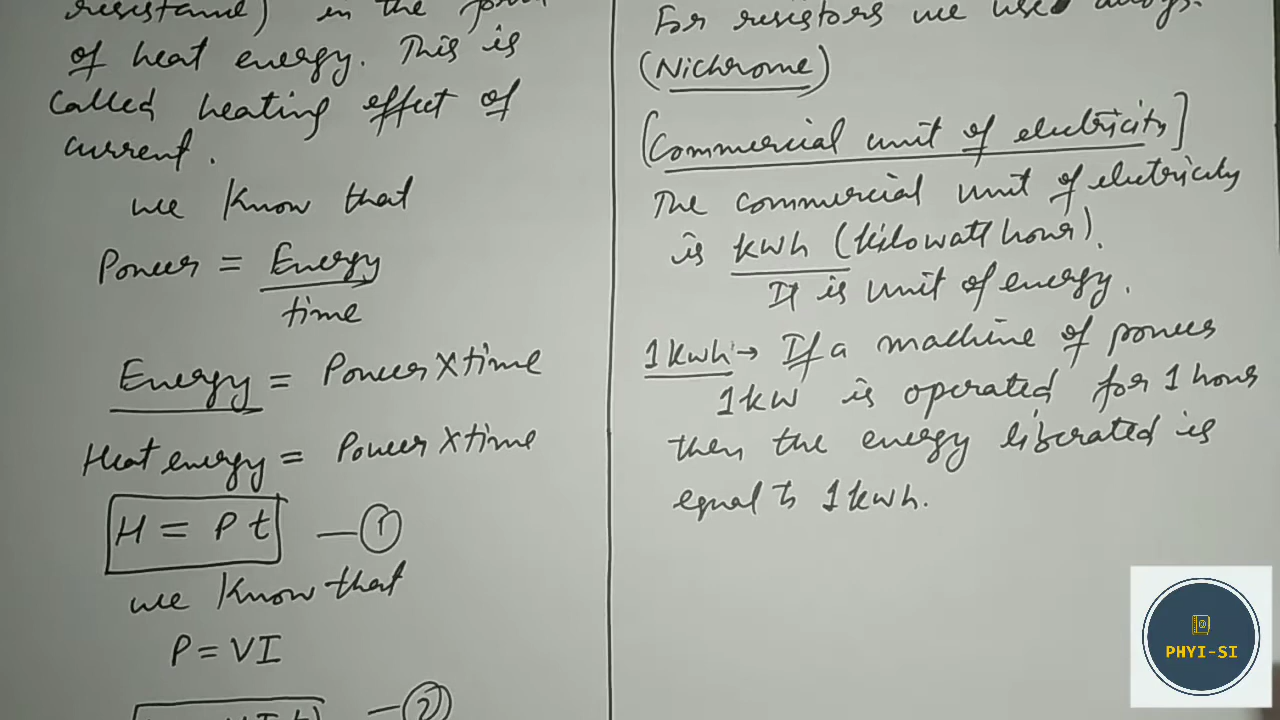 in the form
of heat energy. This is
called heating effect of
current.
we know that
Power = Energy
time
Energy = Power X time
Heat energy = Power X time
H = P t — 1
we know that
P = VI
— 2
For resistors we use alloys.
(Nichrome)
[Commercial unit of electricity]
The commercial unit of electricity
is kwh (kilowatt hour).
It is unit of energy.
1 kwh → If a machine of power
1 kw is operated for 1 hour
then the energy liberated is
equal to 1 kwh.
PHYI-SI